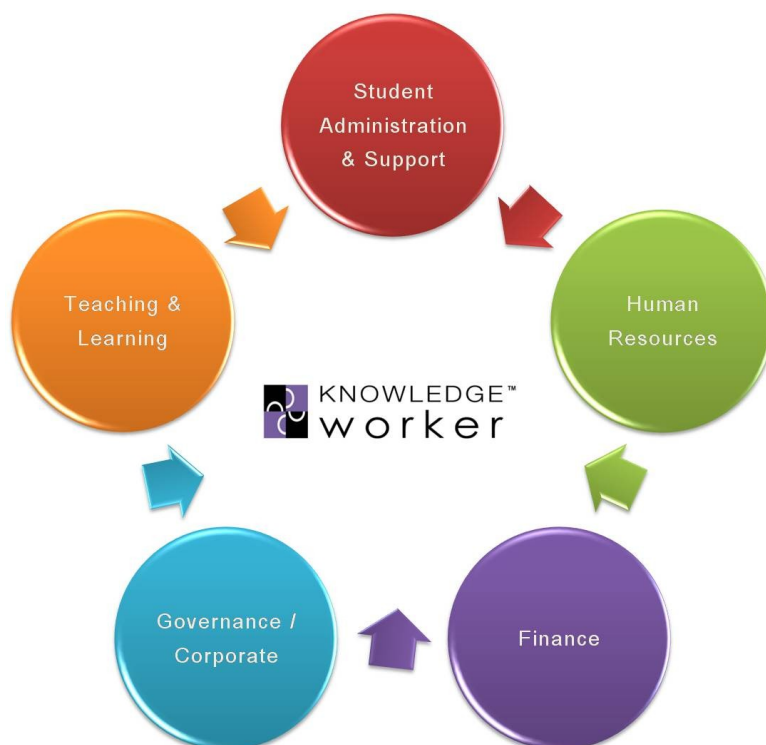 Student
Administration
& Support
Teaching &
Learning
Human
Resources
KNOWLEDGE™
worker
Governance /
Corporate
Finance